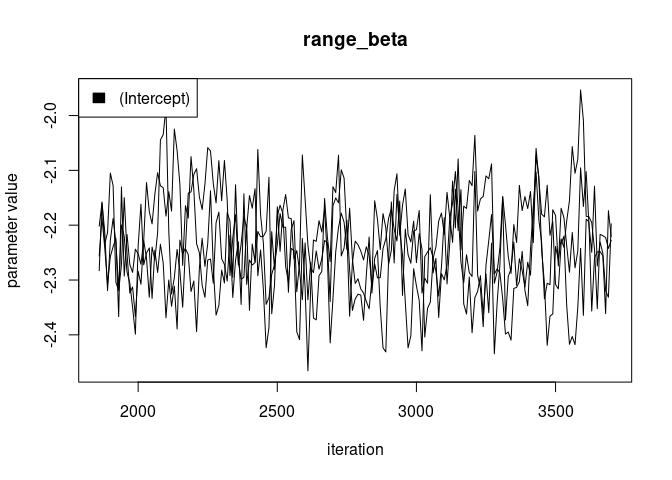 range_beta
(Intercept)
parameter value
-2.0
-2.1
-2.2
-2.3
-2.4
2000 2500 3000 3500
iteration